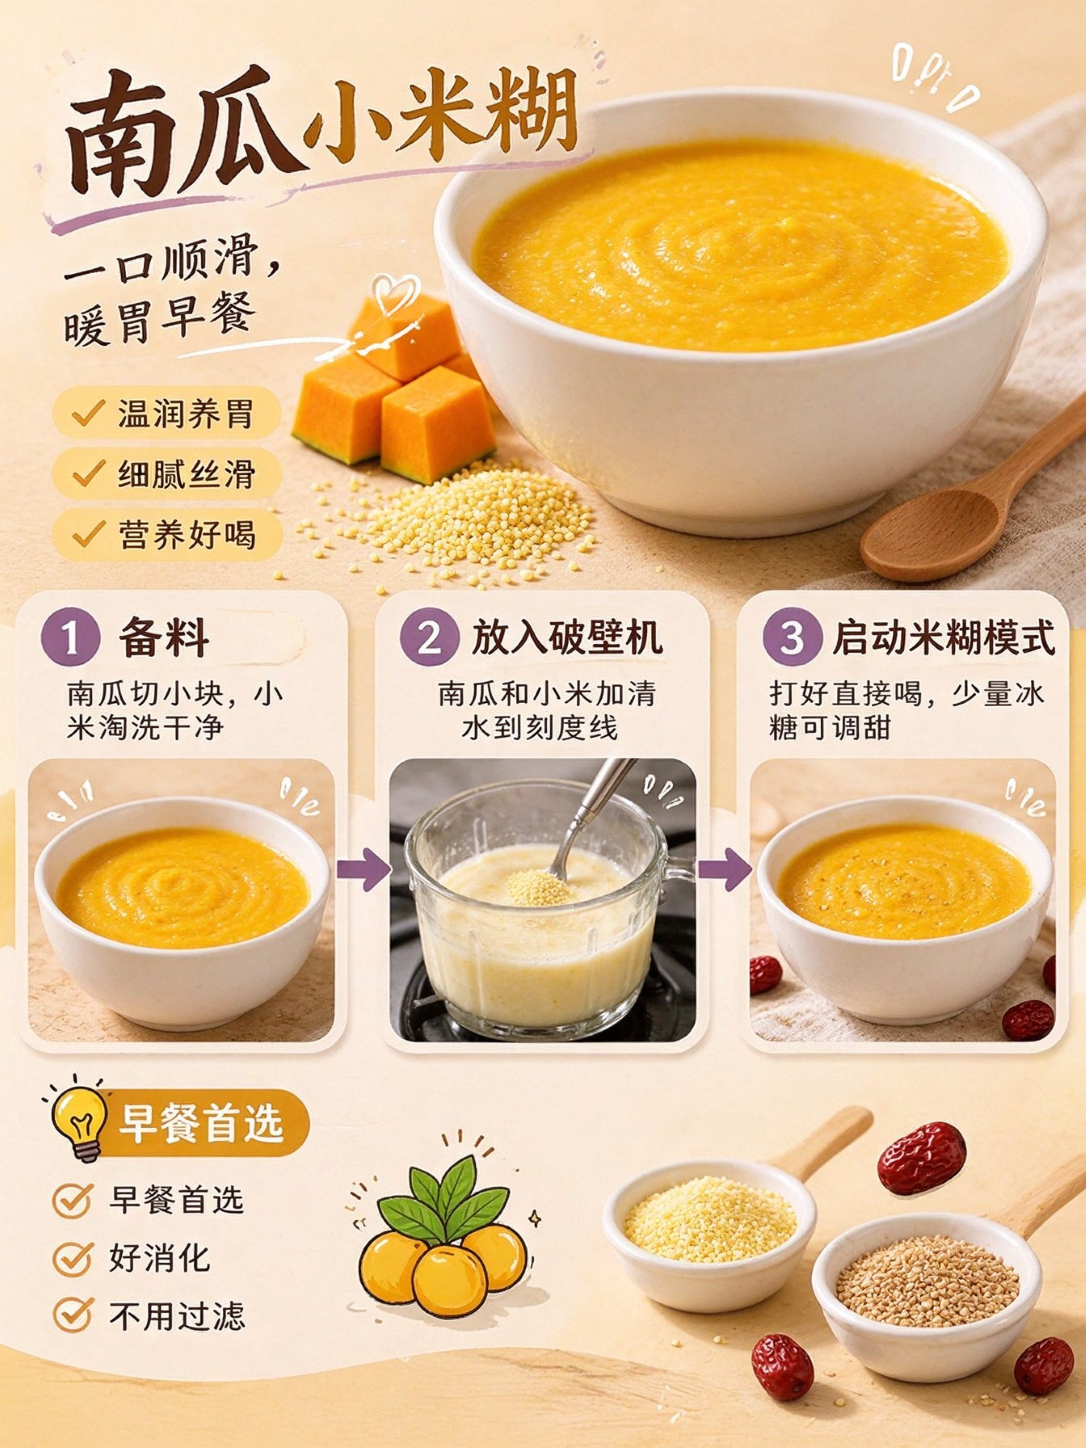 南瓜小米糊
一口顺滑，
暖胃早餐
温润养胃
细腻丝滑
营养好喝
1 备料
南瓜切小块，小
米淘洗干净
2 放入破壁机
南瓜和小米加清
水到刻度线
3 启动米糊模式
打好直接喝，少量冰
糖可调甜
早餐首选
早餐首选
好消化
不用过滤